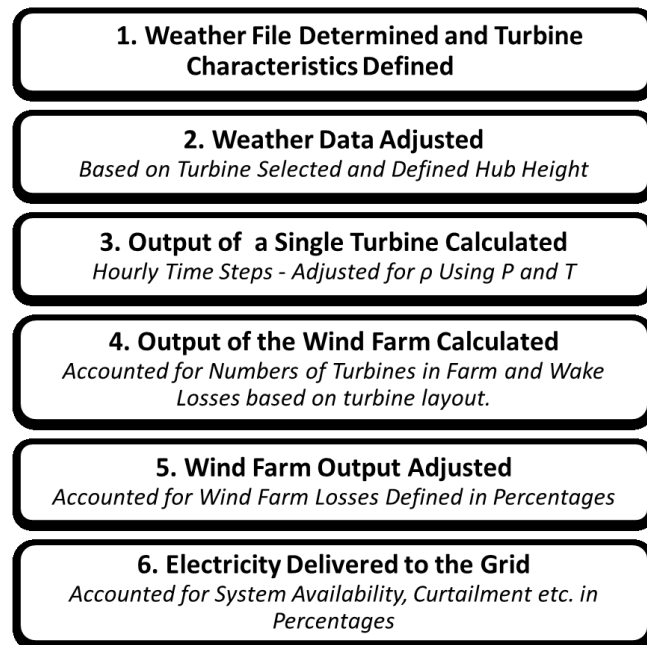 1. Weather File Determined and Turbine
Characteristics Defined
2. Weather Data Adjusted
Based on Turbine Selected and Defined Hub Height
3. Output of a Single Turbine Calculated
Hourly Time Steps - Adjusted for ρ Using P and T
4. Output of the Wind Farm Calculated
Accounted for Numbers of Turbines in Farm and Wake
Losses based on turbine layout.
5. Wind Farm Output Adjusted
Accounted for Wind Farm Losses Defined in Percentages
6. Electricity Delivered to the Grid
Accounted for System Availability, Curtailment etc. in
Percentages